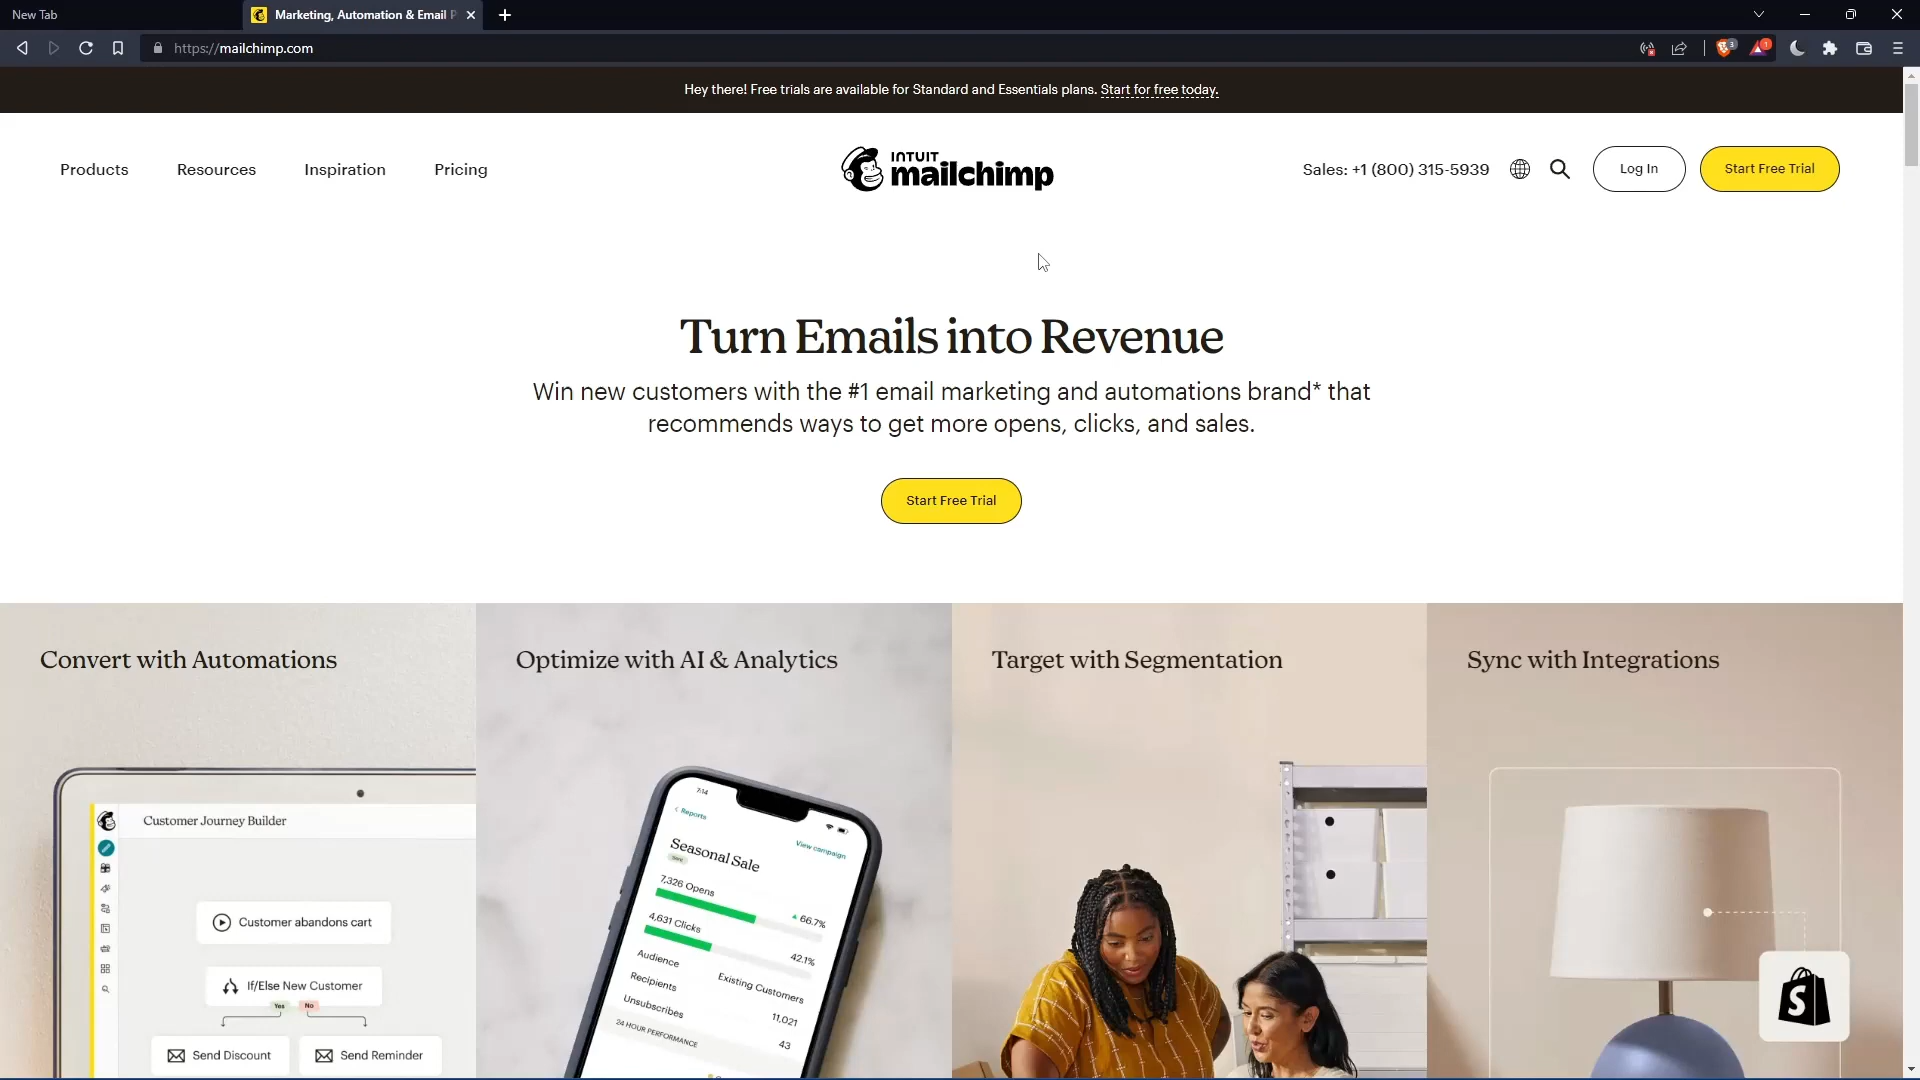 New Tab
Marketing, Automation & Email P
https://mailchimp.com
3
1
Hey there! Free trials are available for Standard and Essentials plans. Start for free today.
Products
Resources
Inspiration
Pricing
INTUIT
mailchimp
Sales: +1 (800) 315-5939
Log In
Start Free Trial
Turn Emails into Revenue
Win new customers with the #1 email marketing and automations brand* that
recommends ways to get more opens, clicks, and sales.
Start Free Trial
Convert with Automations
Optimize with AI & Analytics
Target with Segmentation
Sync with Integrations
Customer Journey Builder
Customer abandons cart
If/Else New Customer
Yes
No
Send Discount
Send Reminder
7:14
Reports
View campaign
Seasonal Sale
Sent
7,326 Opens
66.7%
4,631 Clicks
42.1%
Audience
Existing Customers
Recipients
11,021
Unsubscribes
43
24 HOUR PERFORMANCE
S